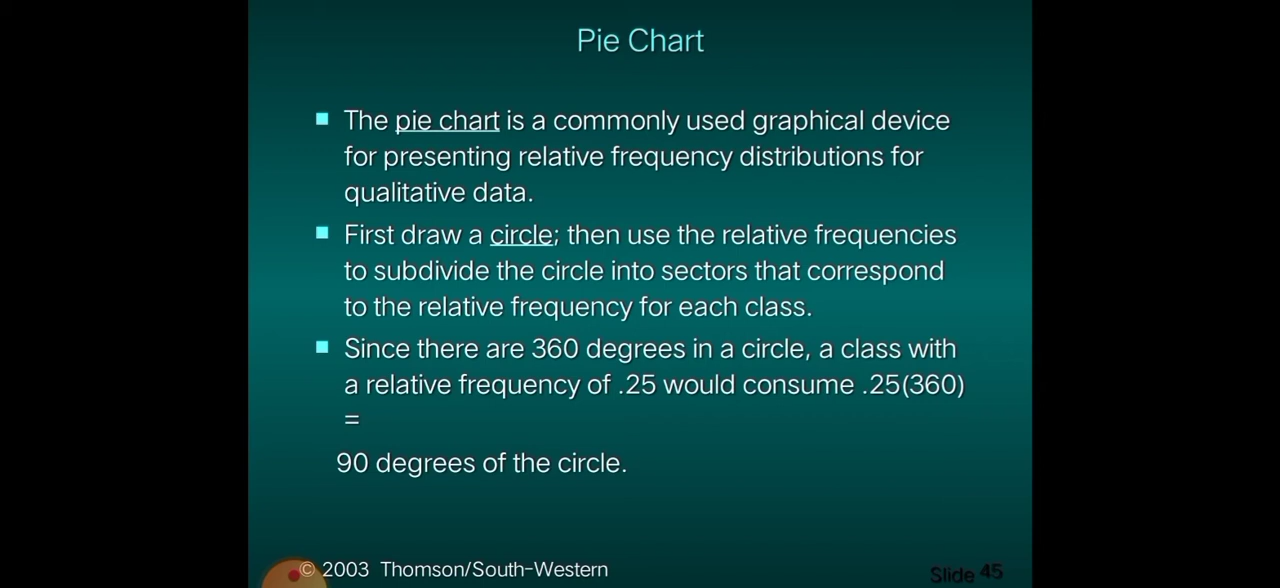 Pie Chart
The pie chart is a commonly used graphical device
for presenting relative frequency distributions for
qualitative data.
First draw a circle; then use the relative frequencies
to subdivide the circle into sectors that correspond
to the relative frequency for each class.
Since there are 360 degrees in a circle, a class with
a relative frequency of .25 would consume .25(360)
=
90 degrees of the circle.
© 2003 Thomson/South-Western
Slide 45